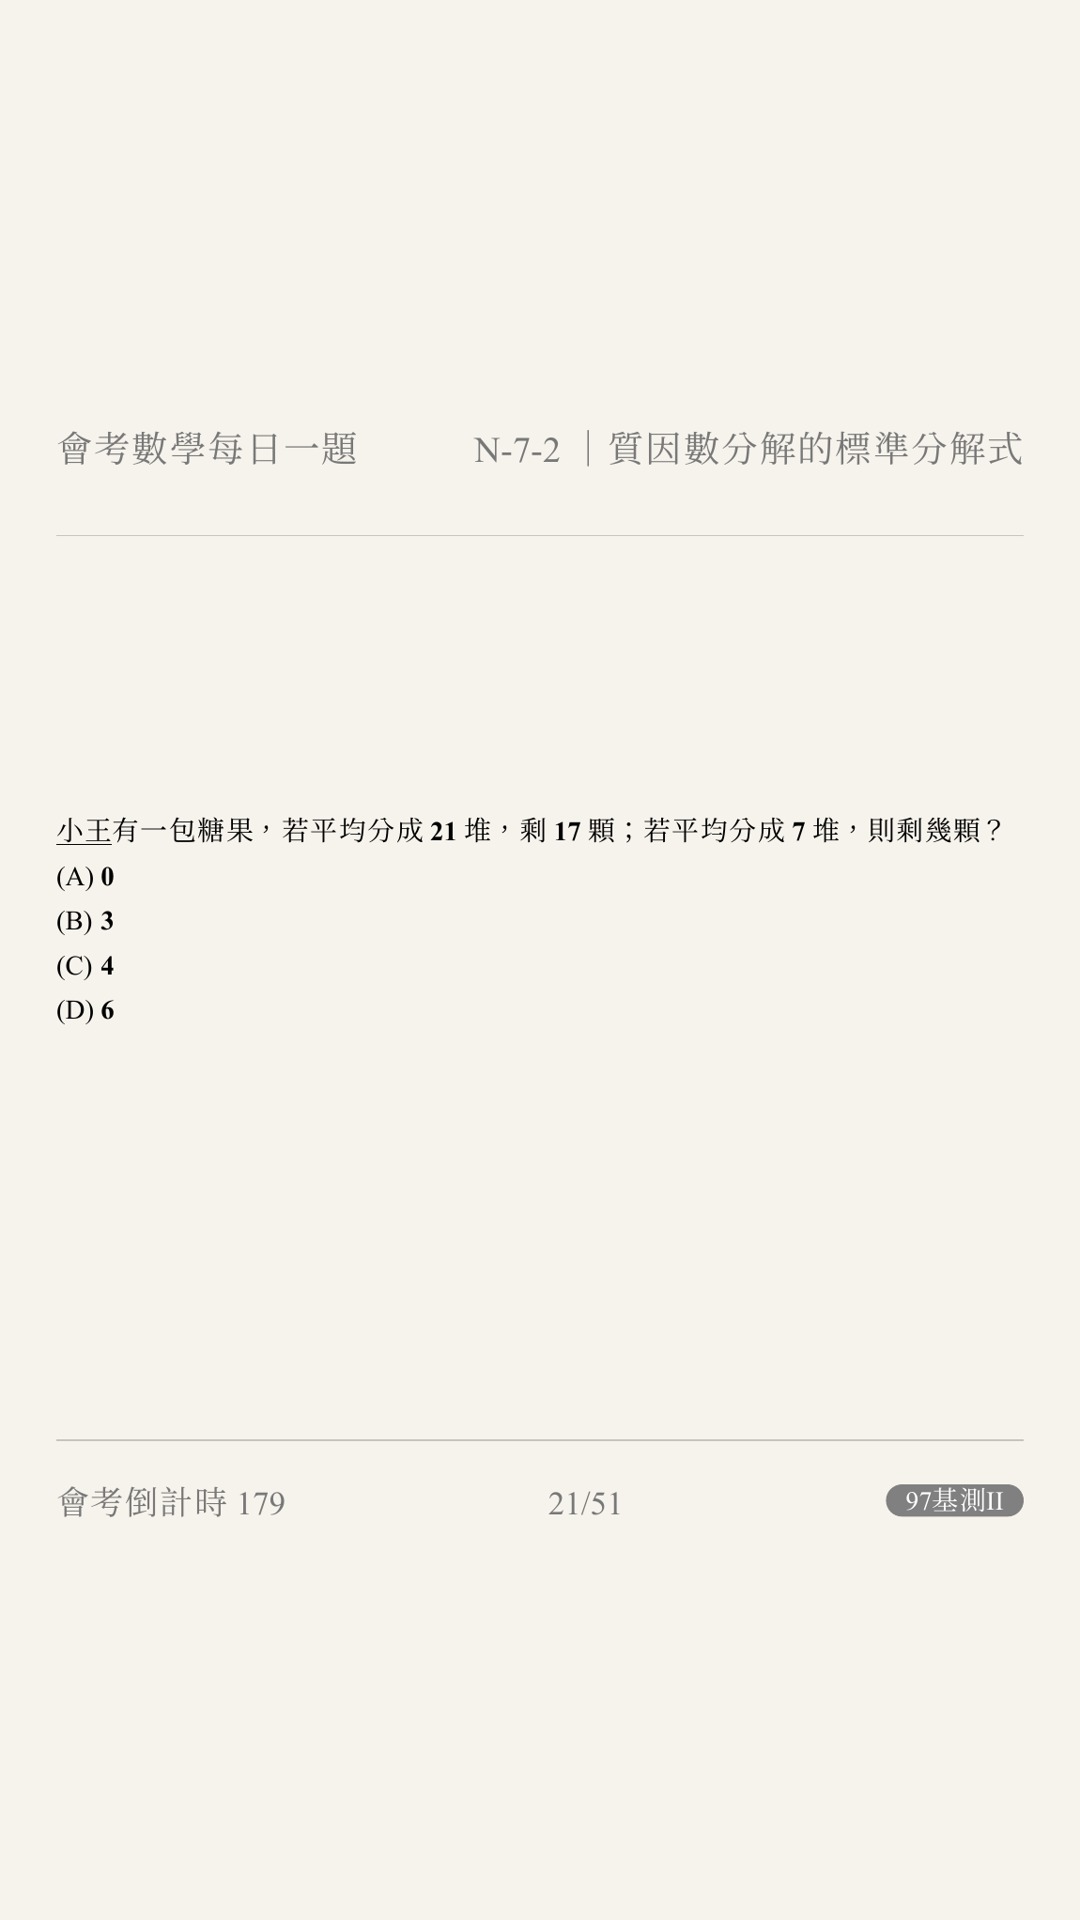 會考數學每日一題
N-7-2 ｜質因數分解的標準分解式
小王有一包糖果，若平均分成 21 堆，剩 17 顆；若平均分成 7 堆，則剩幾顆？
(A) 0
(B) 3
(C) 4
(D) 6
會考倒計時 179
21/51
97基測II